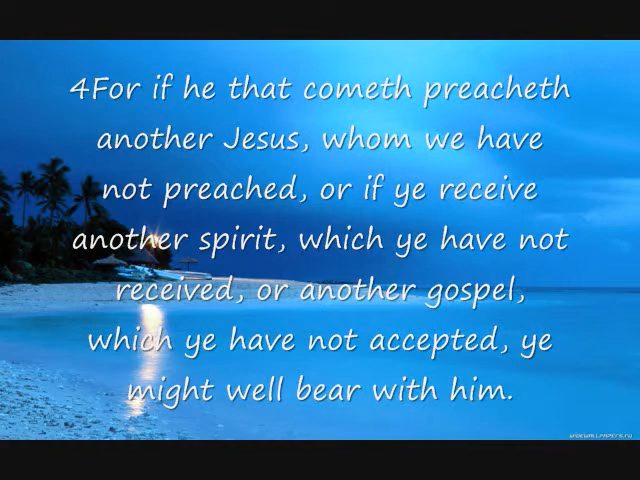 4For if he that cometh preacheth
another Jesus, whom we have
not preached, or if ye receive
another spirit, which ye have not
received, or another gospel,
which ye have not accepted, ye
might well bear with him.
WIDEWALLPAPERS.RU